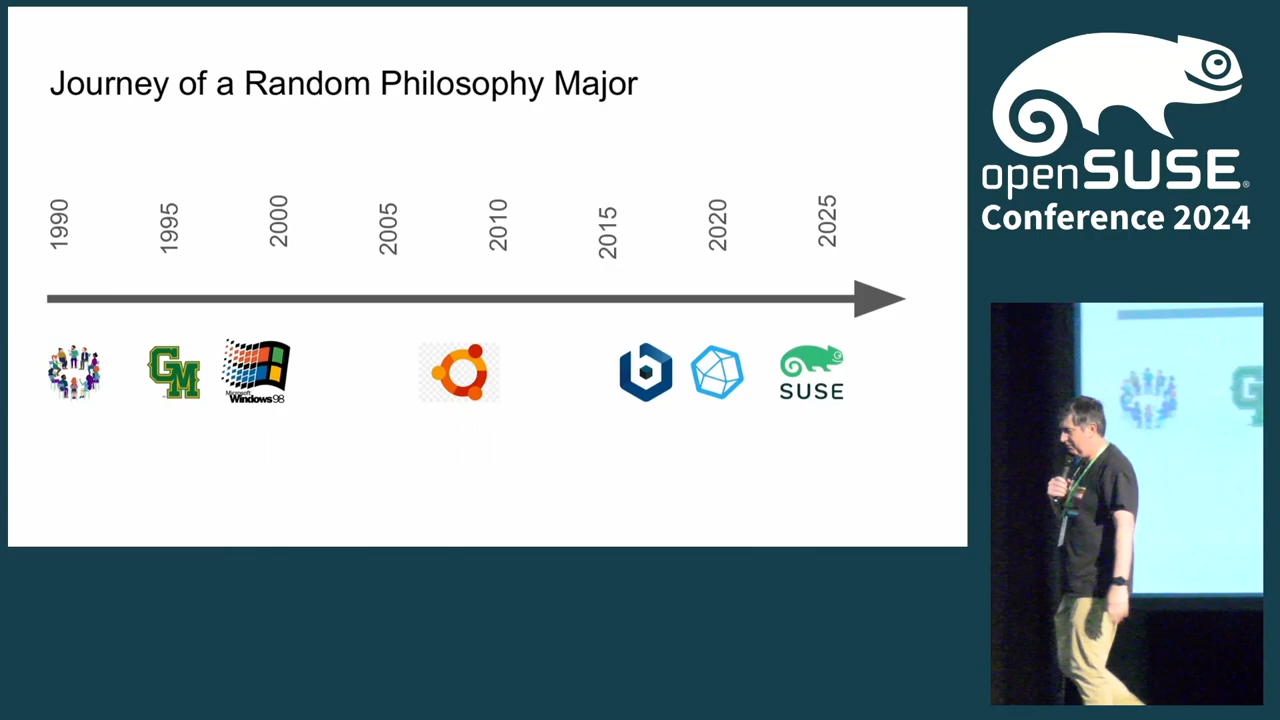 Journey of a Random Philosophy Major
1990
1995
2000
2005
2010
2015
2020
2025
GM
Microsoft
Windows98
b
SUSE
openSUSE®
Conference 2024